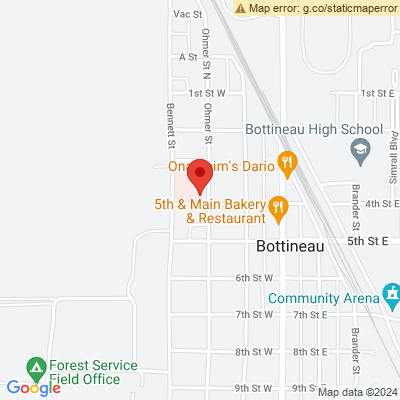 Map error: g.co/staticmaperror
Vac St
Ohmer St N
A St
1st St W
1st St E
Bennett St
Ohmer St
Bottineau High School
Sinrall Blvd
Dario
5th & Main Bakery
& Restaurant
Brander St
4th St E
Bottineau
5th St E
6th St W
Community Arena
7th St W
7th St E
Brander St
Forest Service
Field Office
8th St W
8th St E
9th St W
9th St E
Google
Map data ©2024